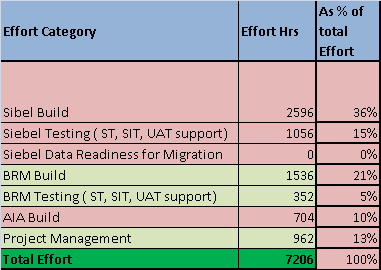 Effort Category Effort Hrs As % of total Effort
Sibel Build 2596 36%
Siebel Testing ( ST, SIT, UAT support) 1056 15%
Siebel Data Readiness for Migration 0 0%
BRM Build 1536 21%
BRM Testing ( ST, SIT, UAT support) 352 5%
AIA Build 704 10%
Project Management 962 13%
Total Effort 7206 100%